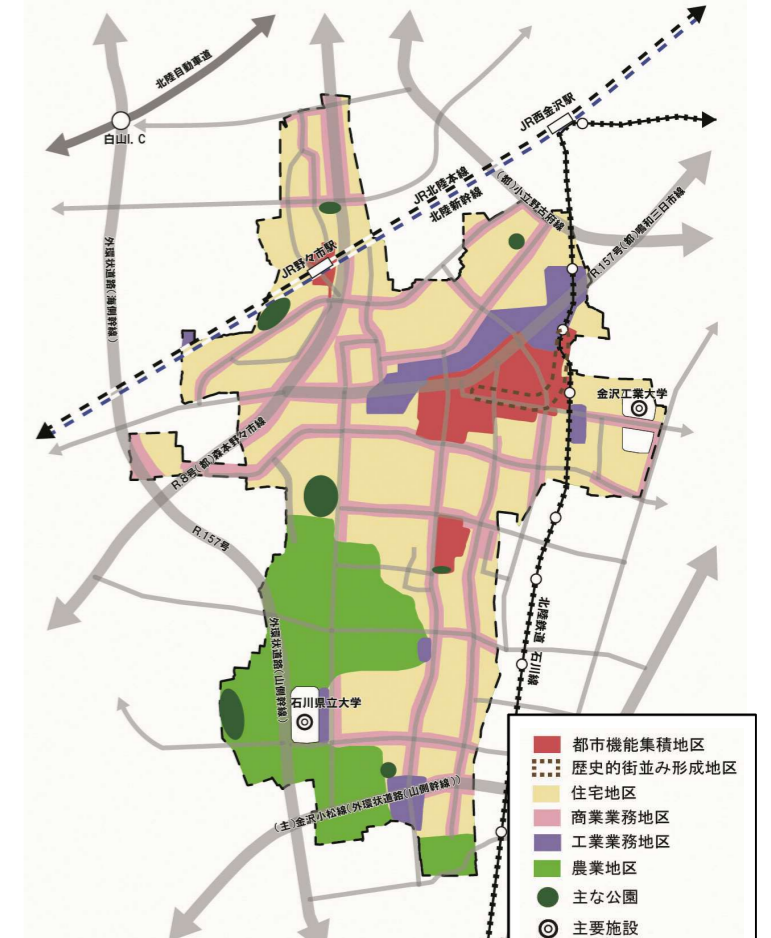 北陸自動車道
白山I.C
JR西金沢駅
JR北陸本線
北陸新幹線
(都)小立野古府線
R.157号(都)鳴和三日市線
外環状道路(海側幹線)
JR野々市駅
金沢工業大学
R.8号(都)森本野々市線
R.157号
北陸鉄道 石川線
外環状道路(山側幹線)
石川県立大学
(主)金沢小松線(外環状道路(山側幹線))
都市機能集積地区
歴史的街並み形成地区
住宅地区
商業業務地区
工業業務地区
農業地区
主な公園
主要施設